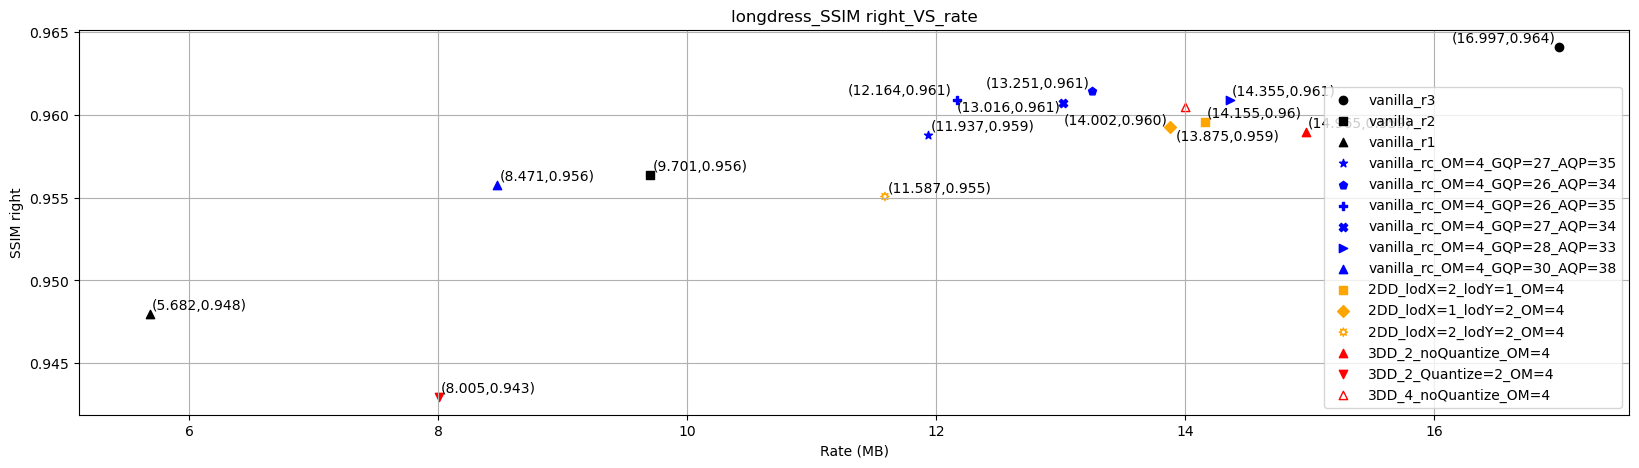 longdress_SSIM right_VS_rate
0.965
0.960
0.955
0.950
0.945
SSIM right
(16.997,0.964)
(12.164,0.961)
(13.251,0.961)
(14.355,0.961)
(13.016,0.961)
(14.155,0.96)
(14.002,0.960)
(11.937,0.959)
(13.875,0.959)
(9.701,0.956)
(8.471,0.956)
(11.587,0.955)
(5.682,0.948)
(8.005,0.943)
vanilla_r3
vanilla_r2
vanilla_r1
vanilla_rc_OM=4_GQP=27_AQP=35
vanilla_rc_OM=4_GQP=26_AQP=34
vanilla_rc_OM=4_GQP=26_AQP=35
vanilla_rc_OM=4_GQP=27_AQP=34
vanilla_rc_OM=4_GQP=28_AQP=33
vanilla_rc_OM=4_GQP=30_AQP=38
2DD_lodX=2_lodY=1_OM=4
2DD_lodX=1_lodY=2_OM=4
2DD_lodX=2_lodY=2_OM=4
3DD_2_noQuantize_OM=4
3DD_2_Quantize=2_OM=4
3DD_4_noQuantize_OM=4
6
8
10
12
14
16
Rate (MB)